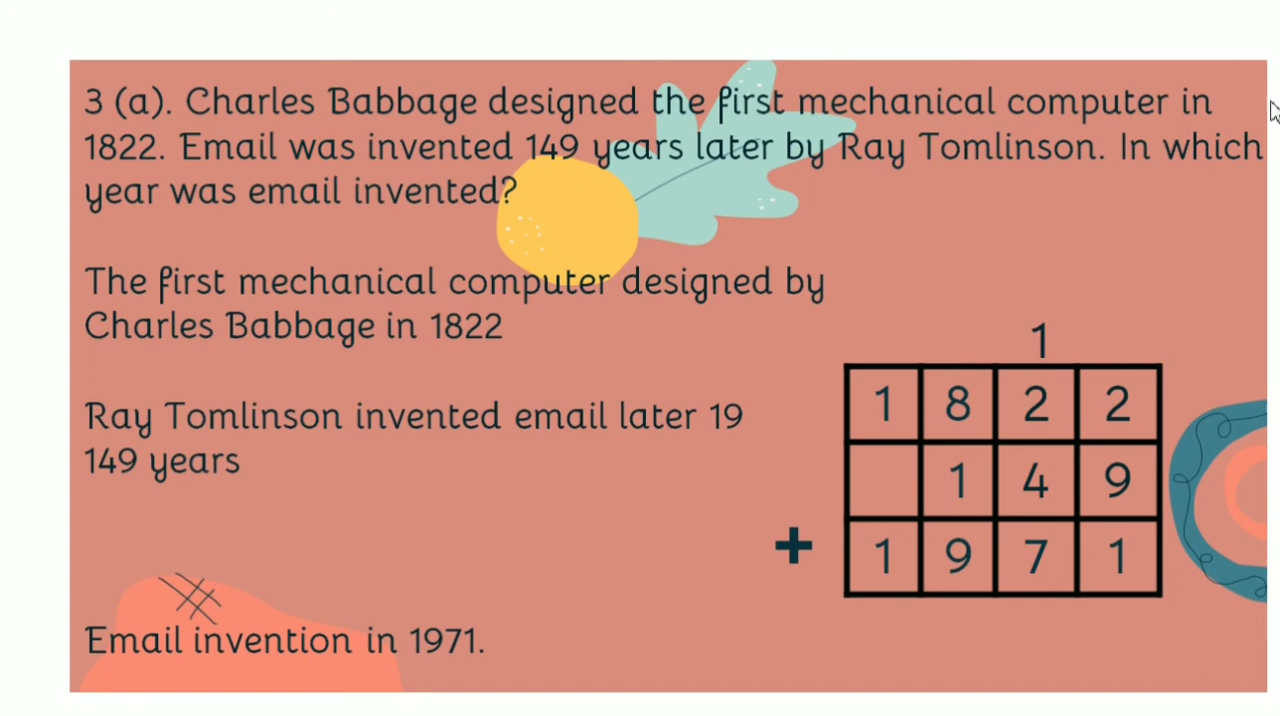 3 (a). Charles Babbage designed the first mechanical computer in
1822. Email was invented 149 years later by Ray Tomlinson. In which
year was email invented?
The first mechanical computer designed by
Charles Babbage in 1822
Ray Tomlinson invented email later 19
149 years
1
1 8 2 2
1 4 9
+ 1 9 7 1
Email invention in 1971.